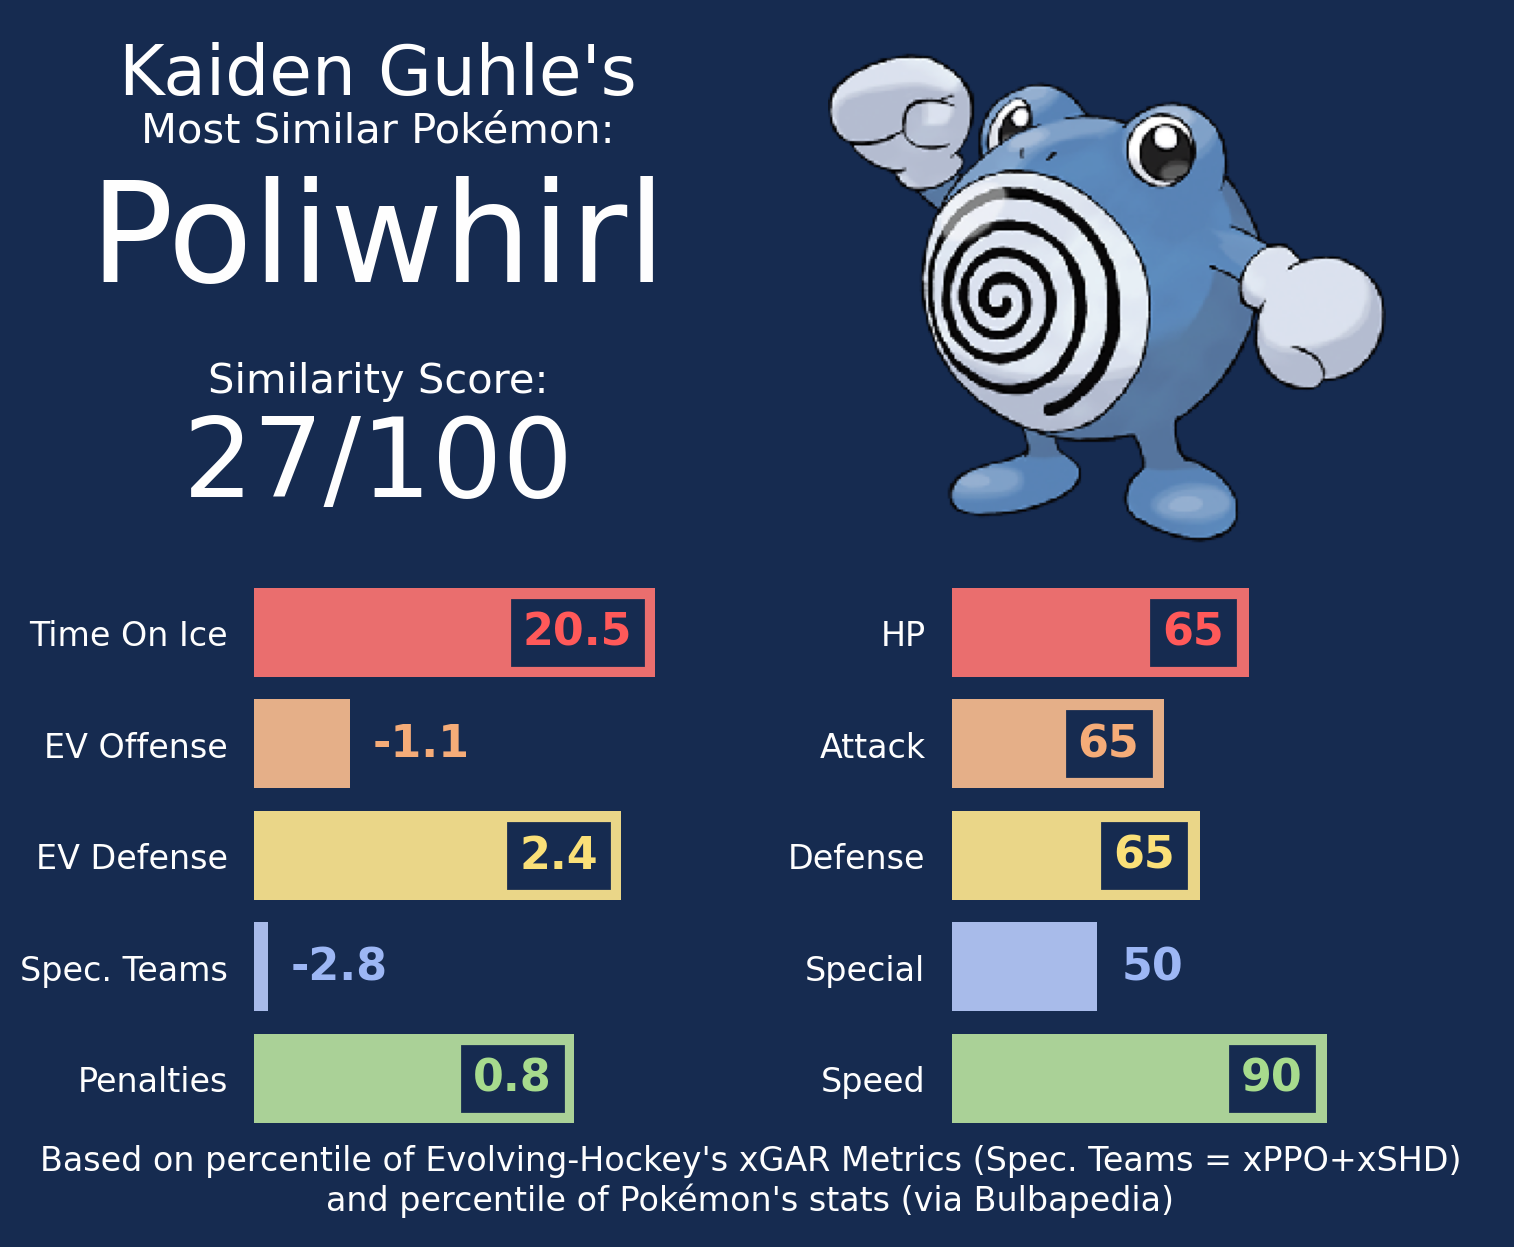 Kaiden Guhle's
Most Similar Pokémon:
Poliwhirl
Similarity Score:
27/100
Time On Ice 20.5
EV Offense -1.1
EV Defense 2.4
Spec. Teams -2.8
Penalties 0.8
HP 65
Attack 65
Defense 65
Special 50
Speed 90
Based on percentile of Evolving-Hockey's xGAR Metrics (Spec. Teams = xPPO+xSHD)
and percentile of Pokémon's stats (via Bulbapedia)